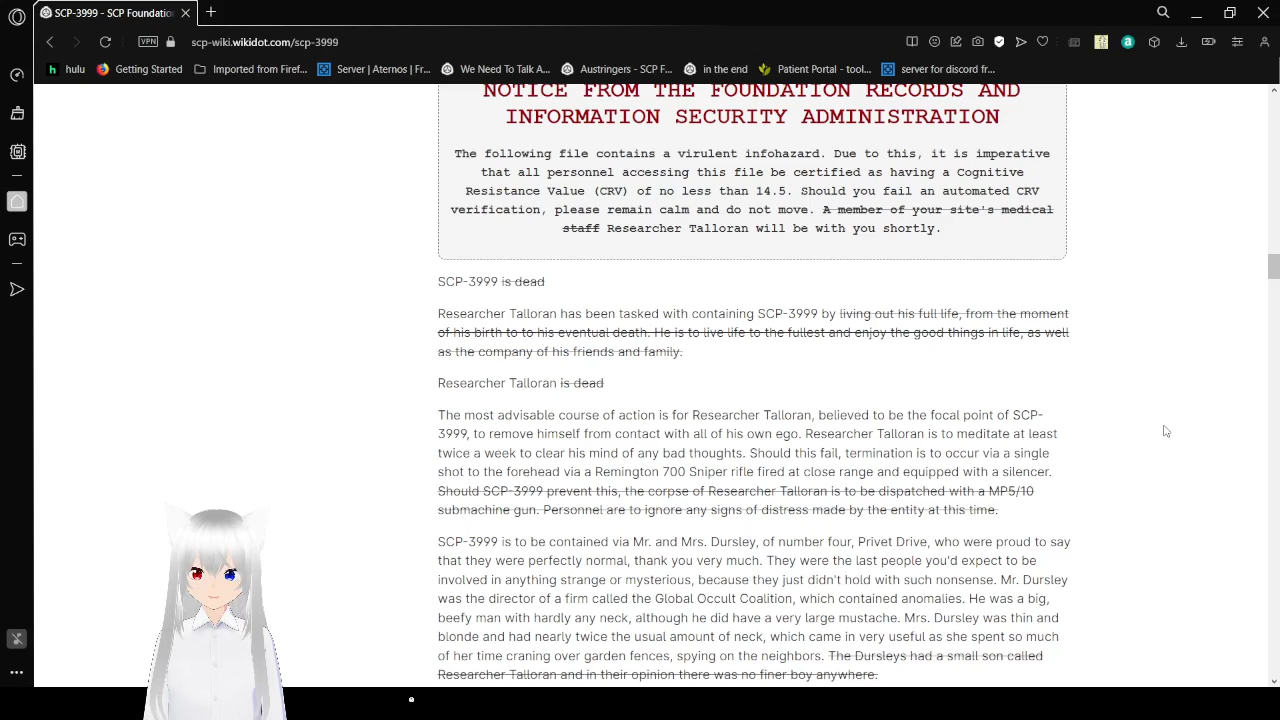 SCP-3999 - SCP Foundatio
scp-wiki.wikidot.com/scp-3999
VPN
hulu
Getting Started
Imported from Firef...
Server | Aternos | Fr...
We Need To Talk A...
Austringers - SCP F...
in the end
Patient Portal - tool...
server for discord fr...
NOTICE FROM THE FOUNDATION RECORDS AND
INFORMATION SECURITY ADMINISTRATION
The following file contains a virulent infohazard. Due to this, it is imperative
that all personnel accessing this file be certified as having a Cognitive
Resistance Value (CRV) of no less than 14.5. Should you fail an automated CRV
verification, please remain calm and do not move. A member of your site's medical
staff Researcher Talloran will be with you shortly.
SCP-3999 is dead
Researcher Talloran has been tasked with containing SCP-3999 by living out his full life, from the moment
of his birth to to his eventual death. He is to live life to the fullest and enjoy the good things in life, as well
as the company of his friends and family.
Researcher Talloran is dead
The most advisable course of action is for Researcher Talloran, believed to be the focal point of SCP-
3999, to remove himself from contact with all of his own ego. Researcher Talloran is to meditate at least
twice a week to clear his mind of any bad thoughts. Should this fail, termination is to occur via a single
shot to the forehead via a Remington 700 Sniper rifle fired at close range and equipped with a silencer.
Should SCP-3999 prevent this, the corpse of Researcher Talloran is to be dispatched with a MP5/10
submachine gun. Personnel are to ignore any signs of distress made by the entity at this time.
SCP-3999 is to be contained via Mr. and Mrs. Dursley, of number four, Privet Drive, who were proud to say
that they were perfectly normal, thank you very much. They were the last people you'd expect to be
involved in anything strange or mysterious, because they just didn't hold with such nonsense. Mr. Dursley
was the director of a firm called the Global Occult Coalition, which contained anomalies. He was a big,
beefy man with hardly any neck, although he did have a very large mustache. Mrs. Dursley was thin and
blonde and had nearly twice the usual amount of neck, which came in very useful as she spent so much
of her time craning over garden fences, spying on the neighbors. The Dursleys had a small son called
Researcher Talloran and in their opinion there was no finer boy anywhere.